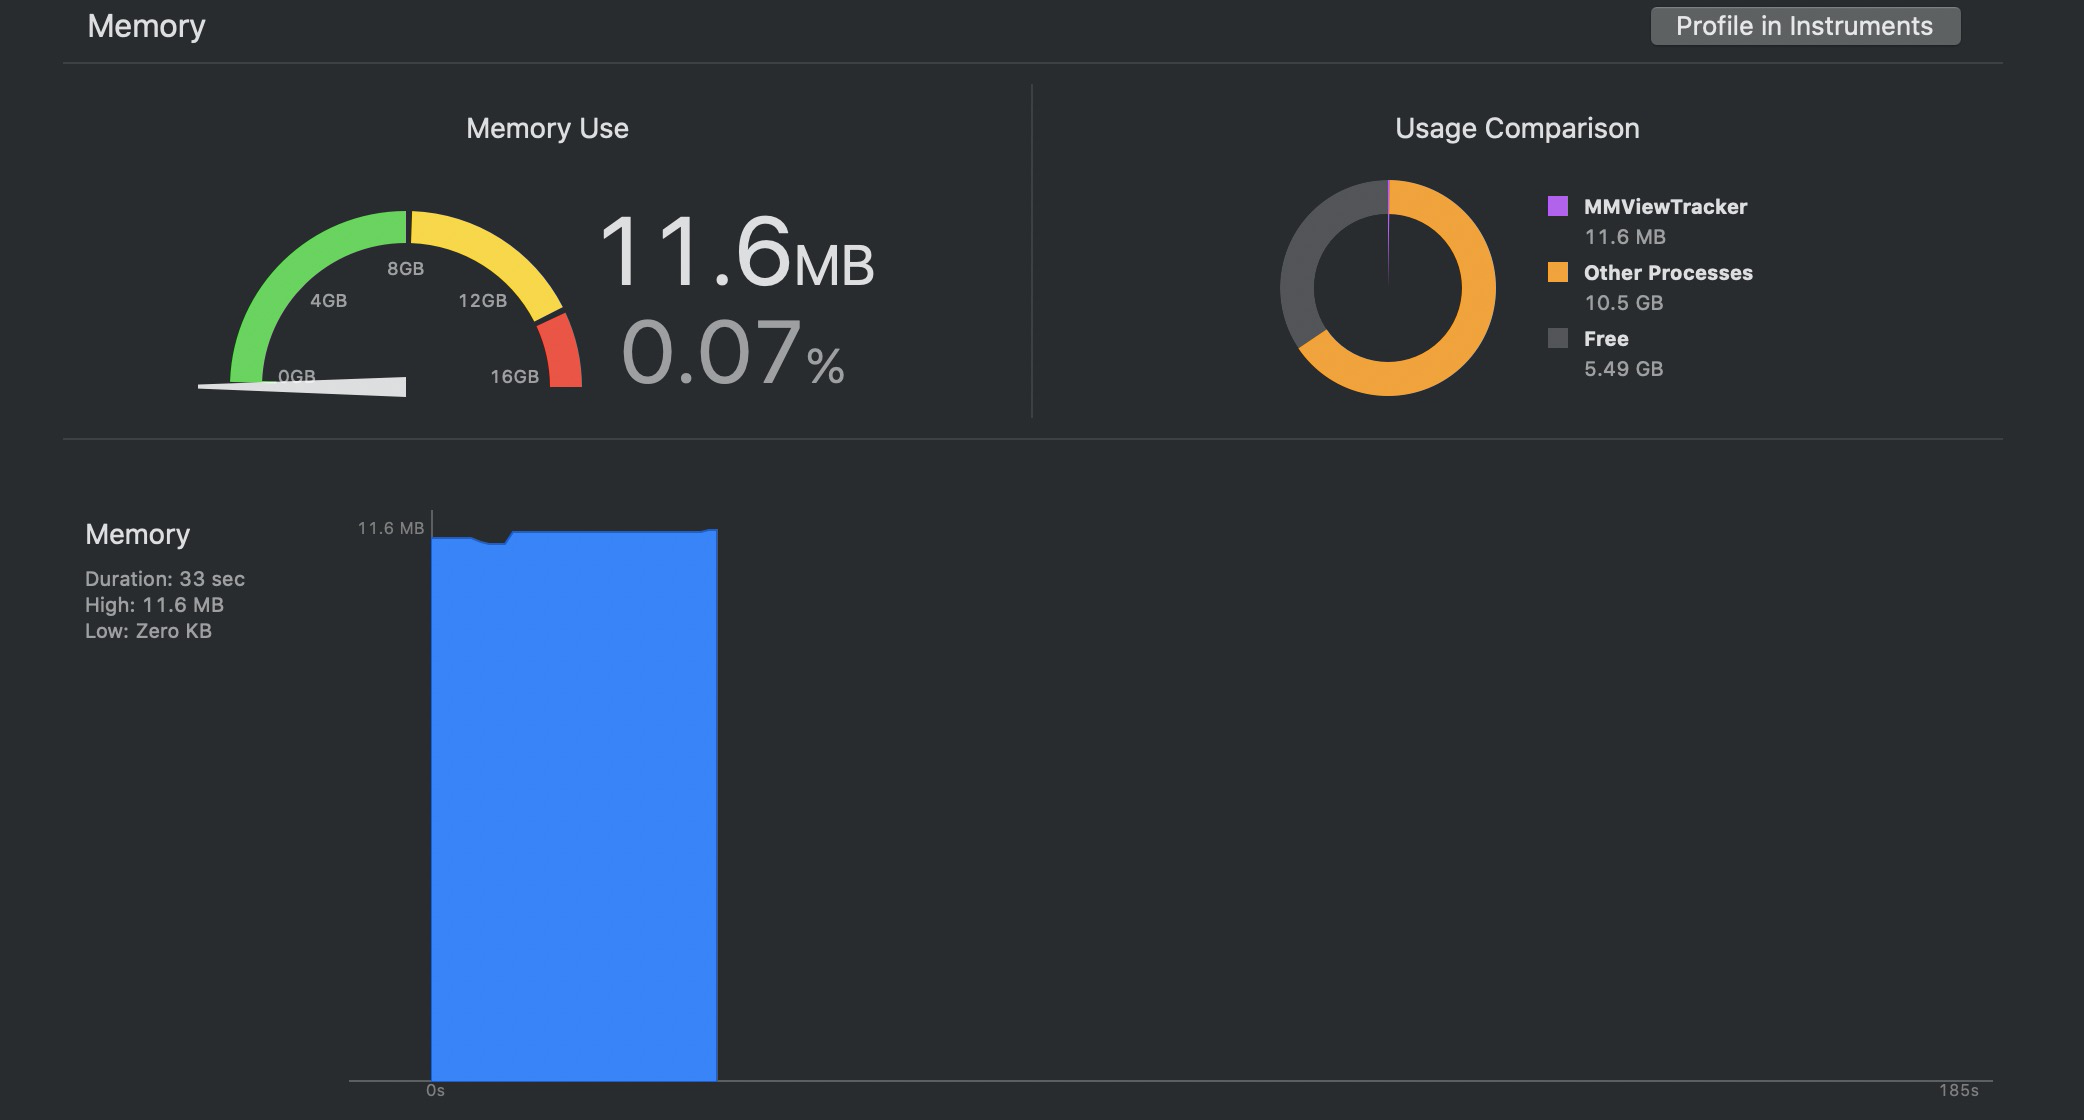 Memory
Profile in Instruments
Memory Use
8GB
4GB
12GB
0GB
16GB
11.6MB
0.07%
Usage Comparison
MMViewTracker
11.6 MB
Other Processes
10.5 GB
Free
5.49 GB
Memory
Duration: 33 sec
High: 11.6 MB
Low: Zero KB
11.6 MB
0s
185s